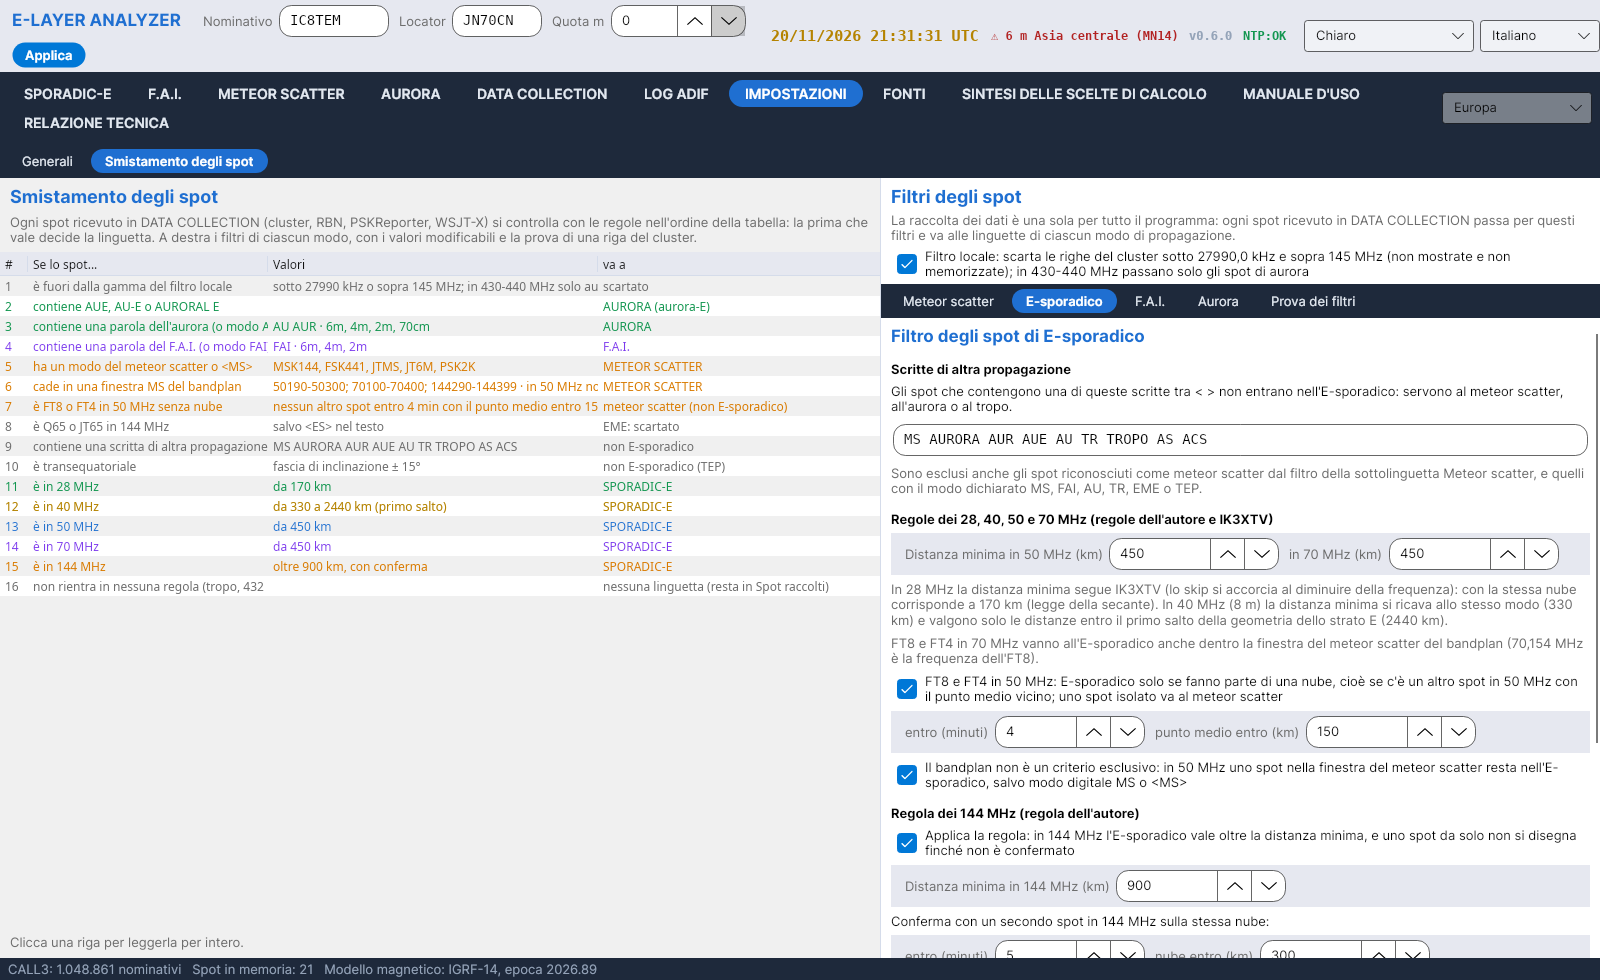 E-LAYER ANALYZER Nominativo IC8TEM Locator JN70CN Quota m 0
20/11/2026 21:31:31 UTC ⚠ 6 m Asia centrale (MN14) v0.6.0 NTP:OK Chiaro Italiano
Applica
SPORADIC-E F.A.I. METEOR SCATTER AURORA DATA COLLECTION LOG ADIF IMPOSTAZIONI FONTI SINTESI DELLE SCELTE DI CALCOLO MANUALE D'USO
RELAZIONE TECNICA
Europa
Generali Smistamento degli spot
Smistamento degli spot
Ogni spot ricevuto in DATA COLLECTION (cluster, RBN, PSKReporter, WSJT-X) si controlla con le regole nell'ordine della tabella: la prima che
vale decide la linguetta. A destra i filtri di ciascun modo, con i valori modificabili e la prova di una riga del cluster.
# Se lo spot... Valori va a
1 è fuori dalla gamma del filtro locale sotto 27990 kHz o sopra 145 MHz; in 430-440 MHz solo au scartato
2 contiene AUE, AU-E o AURORAL E AURORA (aurora-E)
3 contiene una parola dell'aurora (o modo A AU AUR · 6m, 4m, 2m, 70cm AURORA
4 contiene una parola del F.A.I. (o modo FAI FAI · 6m, 4m, 2m F.A.I.
5 ha un modo del meteor scatter o <MS> MSK144, FSK441, JTMS, JT6M, PSK2K METEOR SCATTER
6 cade in una finestra MS del bandplan 50190-50300; 70100-70400; 144290-144399 · in 50 MHz nc METEOR SCATTER
7 è FT8 o FT4 in 50 MHz senza nube nessun altro spot entro 4 min con il punto medio entro 15 meteor scatter (non E-sporadico)
8 è Q65 o JT65 in 144 MHz salvo <ES> nel testo EME: scartato
9 contiene una scritta di altra propagazione MS AURORA AUR AUE AU TR TROPO AS ACS non E-sporadico
10 è transequatoriale fascia di inclinazione ± 15° non E-sporadico (TEP)
11 è in 28 MHz da 170 km SPORADIC-E
12 è in 40 MHz da 330 a 2440 km (primo salto) SPORADIC-E
13 è in 50 MHz da 450 km SPORADIC-E
14 è in 70 MHz da 450 km SPORADIC-E
15 è in 144 MHz oltre 900 km, con conferma SPORADIC-E
16 non rientra in nessuna regola (tropo, 432 nessuna linguetta (resta in Spot raccolti)
Clicca una riga per leggerla per intero.
Filtri degli spot
La raccolta dei dati è una sola per tutto il programma: ogni spot ricevuto in DATA COLLECTION passa per questi
filtri e va alle linguette di ciascun modo di propagazione.
Filtro locale: scarta le righe del cluster sotto 27990,0 kHz e sopra 145 MHz (non mostrate e non
memorizzate); in 430-440 MHz passano solo gli spot di aurora
Meteor scatter E-sporadico F.A.I. Aurora Prova dei filtri
Filtro degli spot di E-sporadico
Scritte di altra propagazione
Gli spot che contengono una di queste scritte tra < > non entrano nell'E-sporadico: servono al meteor scatter,
all'aurora o al tropo.
MS AURORA AUR AUE AU TR TROPO AS ACS
Sono esclusi anche gli spot riconosciuti come meteor scatter dal filtro della sottolinguetta Meteor scatter, e quelli
con il modo dichiarato MS, FAI, AU, TR, EME o TEP.
Regole dei 28, 40, 50 e 70 MHz (regole dell'autore e IK3XTV)
Distanza minima in 50 MHz (km) 450 in 70 MHz (km) 450
In 28 MHz la distanza minima segue IK3XTV (lo skip si accorcia al diminuire della frequenza): con la stessa nube
corrisponde a 170 km (legge della secante). In 40 MHz (8 m) la distanza minima si ricava allo stesso modo (330
km) e valgono solo le distanze entro il primo salto della geometria dello strato E (2440 km).
FT8 e FT4 in 70 MHz vanno all'E-sporadico anche dentro la finestra del meteor scatter del bandplan (70,154 MHz
è la frequenza dell'FT8).
FT8 e FT4 in 50 MHz: E-sporadico solo se fanno parte di una nube, cioè se c'è un altro spot in 50 MHz con
il punto medio vicino; uno spot isolato va al meteor scatter
entro (minuti) 4 punto medio entro (km) 150
Il bandplan non è un criterio esclusivo: in 50 MHz uno spot nella finestra del meteor scatter resta nell'E-
sporadico, salvo modo digitale MS o <MS>
Regola dei 144 MHz (regola dell'autore)
Applica la regola: in 144 MHz l'E-sporadico vale oltre la distanza minima, e uno spot da solo non si disegna
finché non è confermato
Distanza minima in 144 MHz (km) 900
Conferma con un secondo spot in 144 MHz sulla stessa nube:
entro (minuti) 5 nube entro (km) 300
CALL3: 1.048.861 nominativi Spot in memoria: 21 Modello magnetico: IGRF-14, epoca 2026.89